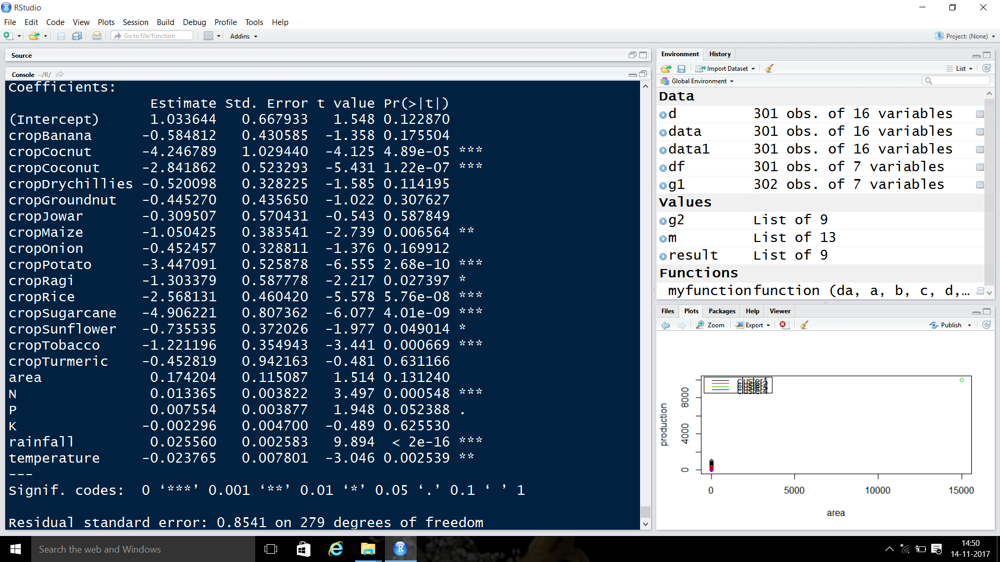 RStudio
File Edit Code View Plots Session Build Debug Profile Tools Help
Go to file/function Addins Project: (None)
Source
Console ~/R/
Coefficients:
Estimate Std. Error t value Pr(>|t|)
(Intercept) 1.033644 0.667933 1.548 0.122870
cropBanana -0.584812 0.430585 -1.358 0.175504
cropCocnut -4.246789 1.029440 -4.125 4.89e-05 ***
cropCoconut -2.841862 0.523293 -5.431 1.22e-07 ***
cropDrychillies -0.520098 0.328225 -1.585 0.114195
cropGroundnut -0.445270 0.435650 -1.022 0.307627
cropJowar -0.309507 0.570431 -0.543 0.587849
cropMaize -1.050425 0.383541 -2.739 0.006564 **
cropOnion -0.452457 0.328811 -1.376 0.169912
cropPotato -3.447091 0.525878 -6.555 2.68e-10 ***
cropRagi -1.303379 0.587778 -2.217 0.027397 *
cropRice -2.568131 0.460420 -5.578 5.76e-08 ***
cropSugarcane -4.906221 0.807362 -6.077 4.01e-09 ***
cropSunflower -0.735535 0.372026 -1.977 0.049014 *
cropTobacco -1.221196 0.354943 -3.441 0.000669 ***
cropTurmeric -0.452819 0.942163 -0.481 0.631166
area 0.174204 0.115087 1.514 0.131240
N 0.013365 0.003822 3.497 0.000548 ***
P 0.007554 0.003877 1.948 0.052388 .
K -0.002296 0.004700 -0.489 0.625530
rainfall 0.025560 0.002583 9.894 < 2e-16 ***
temperature -0.023765 0.007801 -3.046 0.002539 **
---
Signif. codes: 0 ‘***’ 0.001 ‘**’ 0.01 ‘*’ 0.05 ‘.’ 0.1 ‘ ’ 1
Residual standard error: 0.8541 on 279 degrees of freedom
Environment History
Import Dataset List
Global Environment
Data
d 301 obs. of 16 variables
data 301 obs. of 16 variables
data1 301 obs. of 16 variables
df 301 obs. of 7 variables
g1 302 obs. of 7 variables
Values
g2 List of 9
m List of 13
result List of 9
Functions
myfunction function (da, a, b, c, d,…
Files Plots Packages Help Viewer
Zoom Export Publish
cluster1
cluster4
production
8000
4000
0
0 5000 10000 15000
area
Search the web and Windows
14:50
14-11-2017